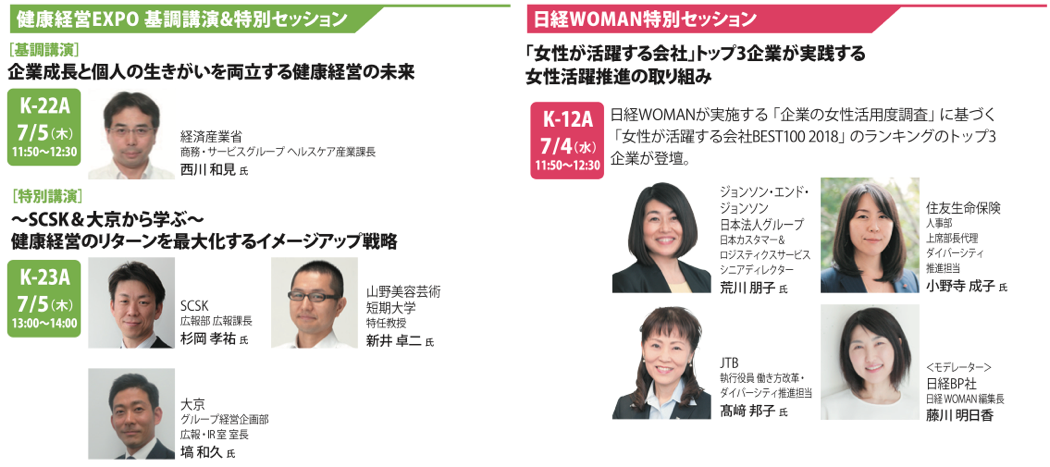 健康経営EXPO 基調講演&特別セッション
[基調講演]
企業成長と個人の生きがいを両立する健康経営の未来
K-22A
7/5(木)
11:50～12:30
経済産業省
商務・サービスグループ ヘルスケア産業課長
西川 和見 氏
[特別講演]
～SCSK＆大京から学ぶ～
健康経営のリターンを最大化するイメージアップ戦略
K-23A
7/5(木)
13:00～14:00
SCSK
広報部 広報課長
杉岡 孝祐 氏
山野美容芸術
短期大学
特任教授
新井 卓二 氏
大京
グループ経営企画部
広報・IR室 室長
塙 和久 氏
日経WOMAN特別セッション
「女性が活躍する会社」トップ3企業が実践する
女性活躍推進の取り組み
K-12A
7/4(水)
11:50～12:30
日経WOMANが実施する「企業の女性活用度調査」に基づく
「女性が活躍する会社BEST100 2018」のランキングのトップ3
企業が登壇。
ジョンソン・エンド・
ジョンソン
日本法人グループ
日本カスタマー＆
ロジスティクスサービス
シニアディレクター
荒川 朋子 氏
住友生命保険
人事部
上席部長代理
ダイバーシティ
推進担当
小野寺 成子 氏
JTB
執行役員 働き方改革・
ダイバーシティ推進担当
髙﨑 邦子 氏
＜モデレーター＞
日経BP社
日経 WOMAN 編集長
藤川 明日香